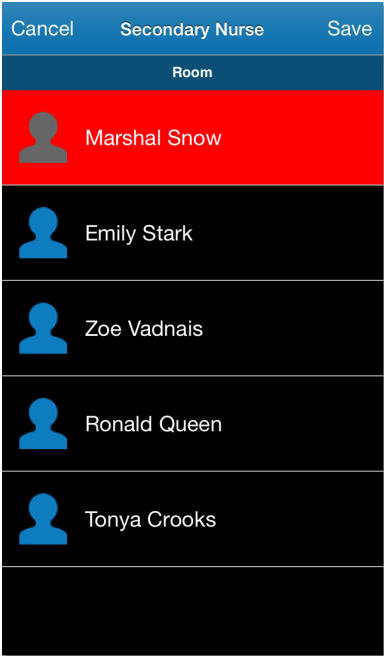 Cancel Secondary Nurse Save
Room
Marshal Snow
Emily Stark
Zoe Vadnais
Ronald Queen
Tonya Crooks